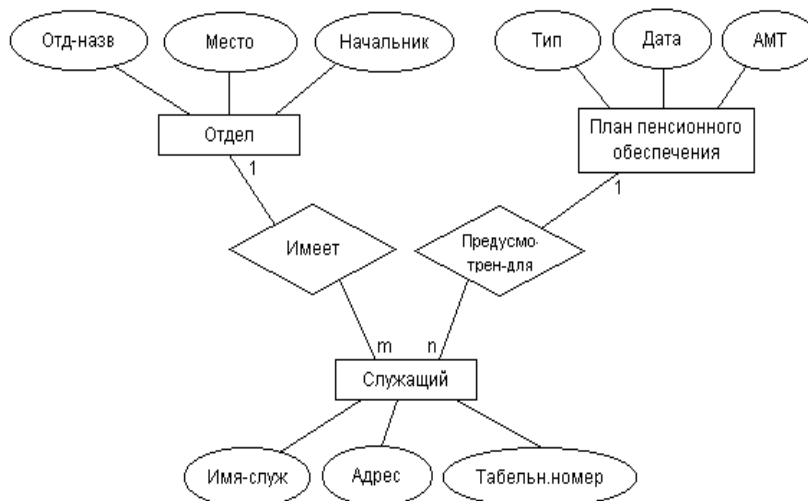 Отд-назв
Место
Начальник
Тип
Дата
АМТ
Отдел
План пенсионного
обеспечения
1
1
Имеет
Предусмо-
трен-для
m
n
Служащий
Имя-служ
Адрес
Табельн.номер